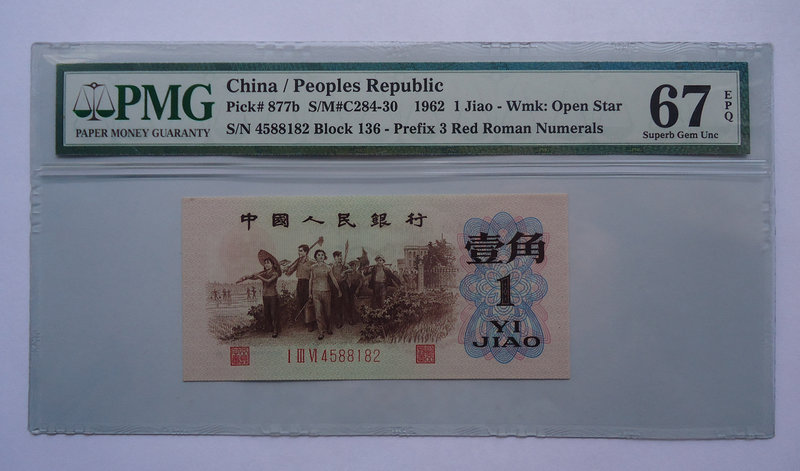 PMG
PAPER MONEY GUARANTY
China / Peoples Republic
Pick# 877b S/M#C284-30 1962 1 Jiao - Wmk: Open Star
S/N 4588182 Block 136 - Prefix 3 Red Roman Numerals
67
EPQ
Superb Gem Unc
中國人民銀行
壹角
1
YI
JIAO
I III VI 4588182